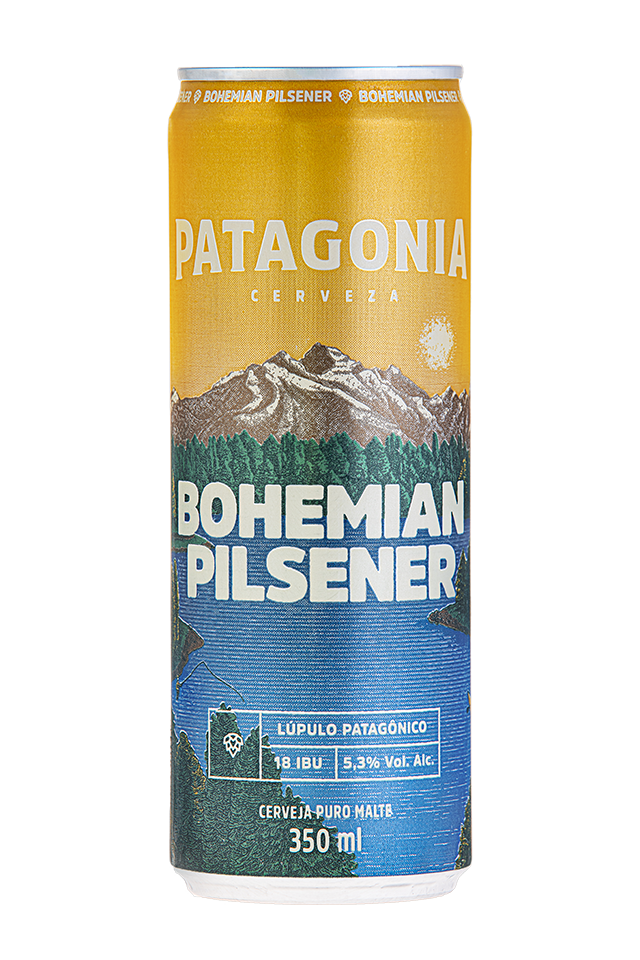 ENER BOHEMIAN PILSENER BOHEMIAN PILSENER
PATAGONIA
CERVEZA
BOHEMIAN
PILSENER
LÚPULO PATAGÔNICO
18 IBU 5,3% Vol. Alc.
CERVEJA PURO MALTE
350 ml